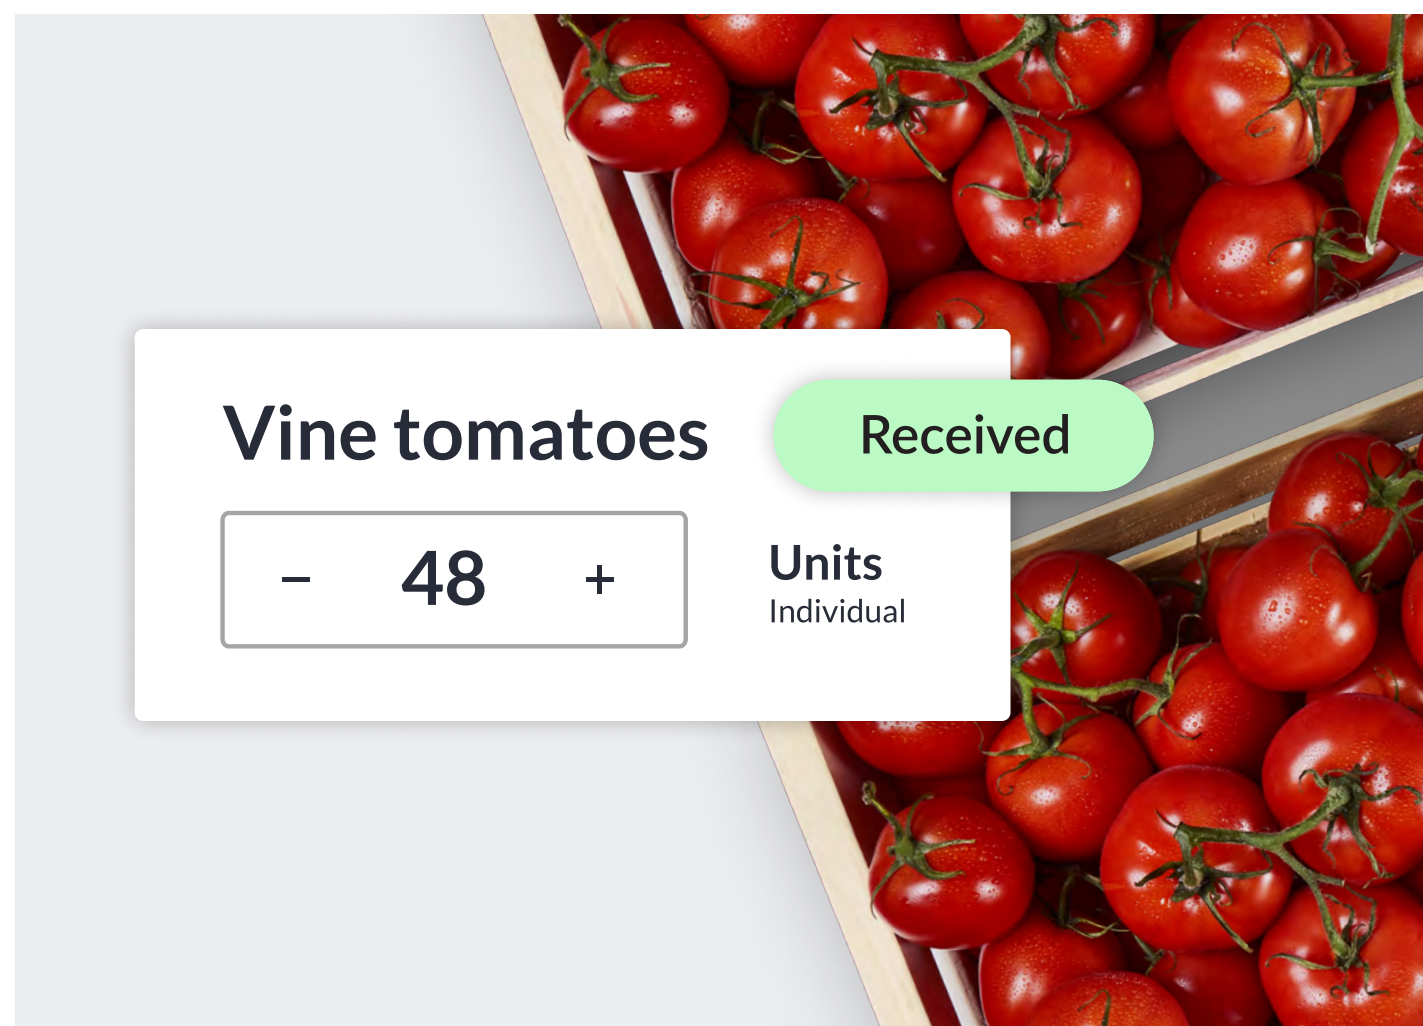 Vine tomatoes
Received
− 48 +
Units
Individual